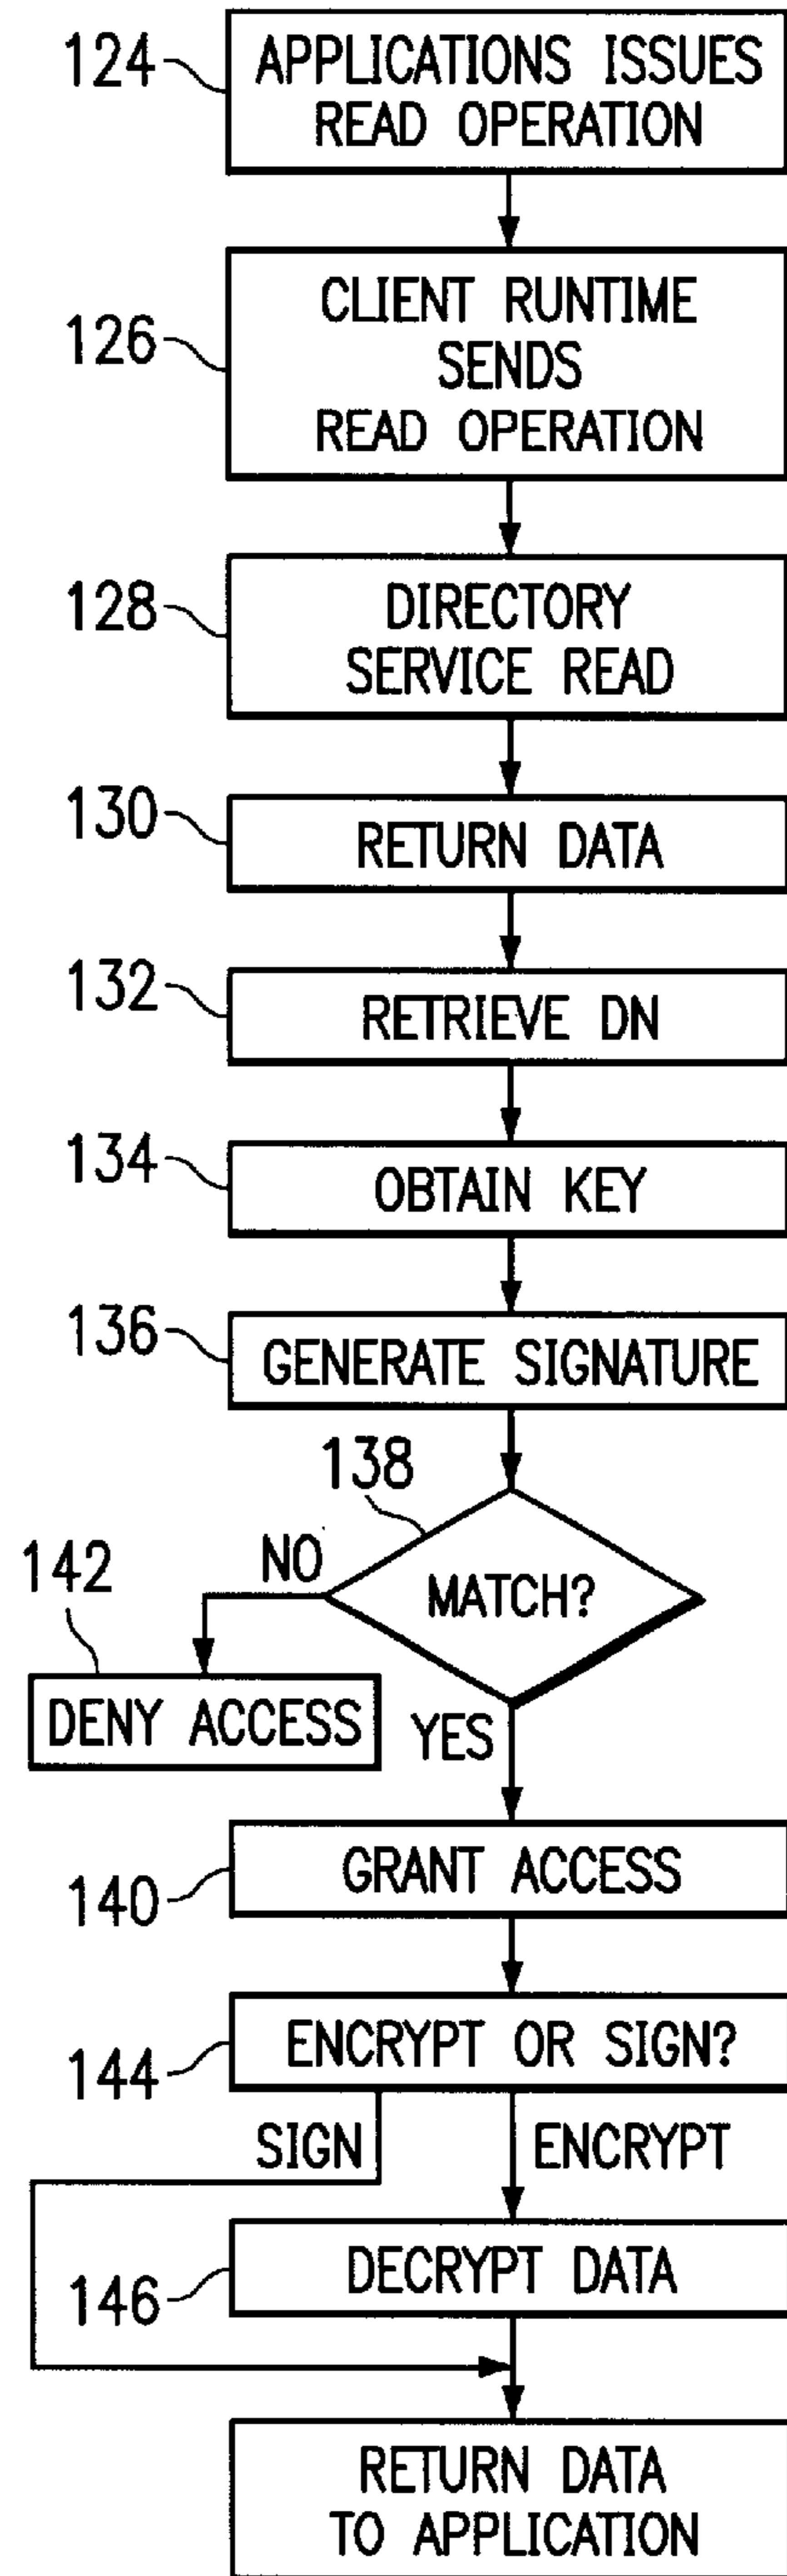 124
APPLICATIONS ISSUES
READ OPERATION
126
CLIENT RUNTIME
SENDS
READ OPERATION
128
DIRECTORY
SERVICE READ
130
RETURN DATA
132
RETRIEVE DN
134
OBTAIN KEY
136
GENERATE SIGNATURE
138
MATCH?
NO
142
DENY ACCESS
YES
140
GRANT ACCESS
144
ENCRYPT OR SIGN?
SIGN
ENCRYPT
146
DECRYPT DATA
RETURN DATA
TO APPLICATION